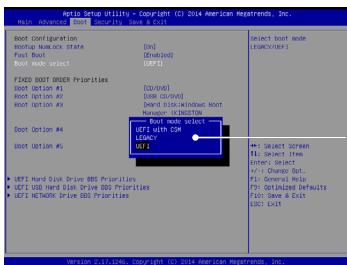 Aptio Setup Utility - Copyright (C) 2014 American Megatrends, Inc.
Main Advanced Boot Security Save & Exit
Boot Configuration
Bootup NumLock State [On]
Fast Boot [Enabled]
Boot mode select [UEFI]
FIXED BOOT ORDER Priorities
Boot Option #1 [CD/DVD]
Boot Option #2 [USB CD/DVD]
Boot Option #3 [Hard Disk:Windows Boot
Manager (KINGSTON
Boot mode select
UEFI with CSM
LEGACY
UEFI
Boot Option #4
Boot Option #5
▶ UEFI Hard Disk Drive BBS Priorities
▶ UEFI USB Hard Disk Drive BBS Priorities
▶ UEFI NETWORK Drive BBS Priorities
Select boot mode
LEGACY/UEFI
↔: Select Screen
↑↓: Select Item
Enter: Select
+/-: Change Opt.
F1: General Help
F9: Optimized Defaults
F10: Save & Exit
ESC: Exit
Version 2.17.1246. Copyright (C) 2014 American Megatrends, Inc.